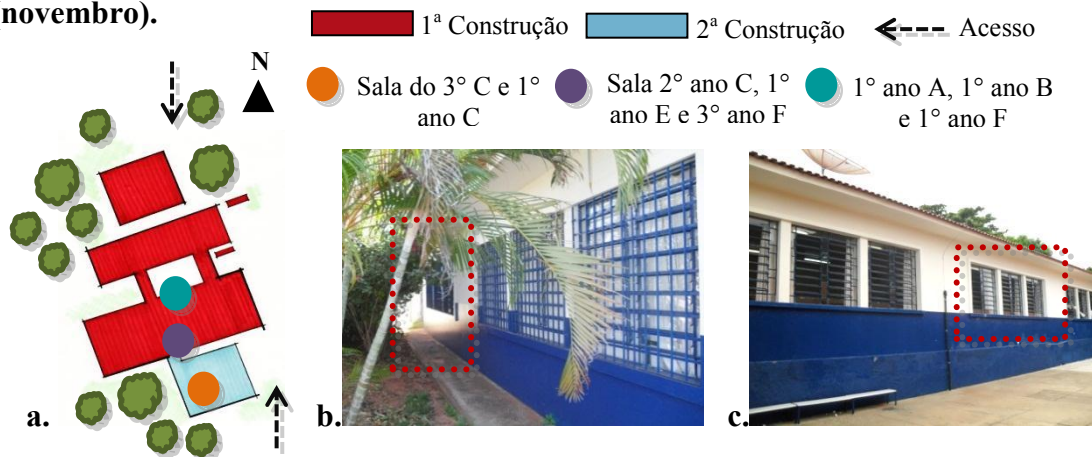 (novembro).
1ª Construção
2ª Construção
Acesso
N
Sala do 3° C e 1°
ano C
Sala 2° ano C, 1°
ano E e 3° ano F
1° ano A, 1° ano B
e 1° ano F
a.
b.
c.